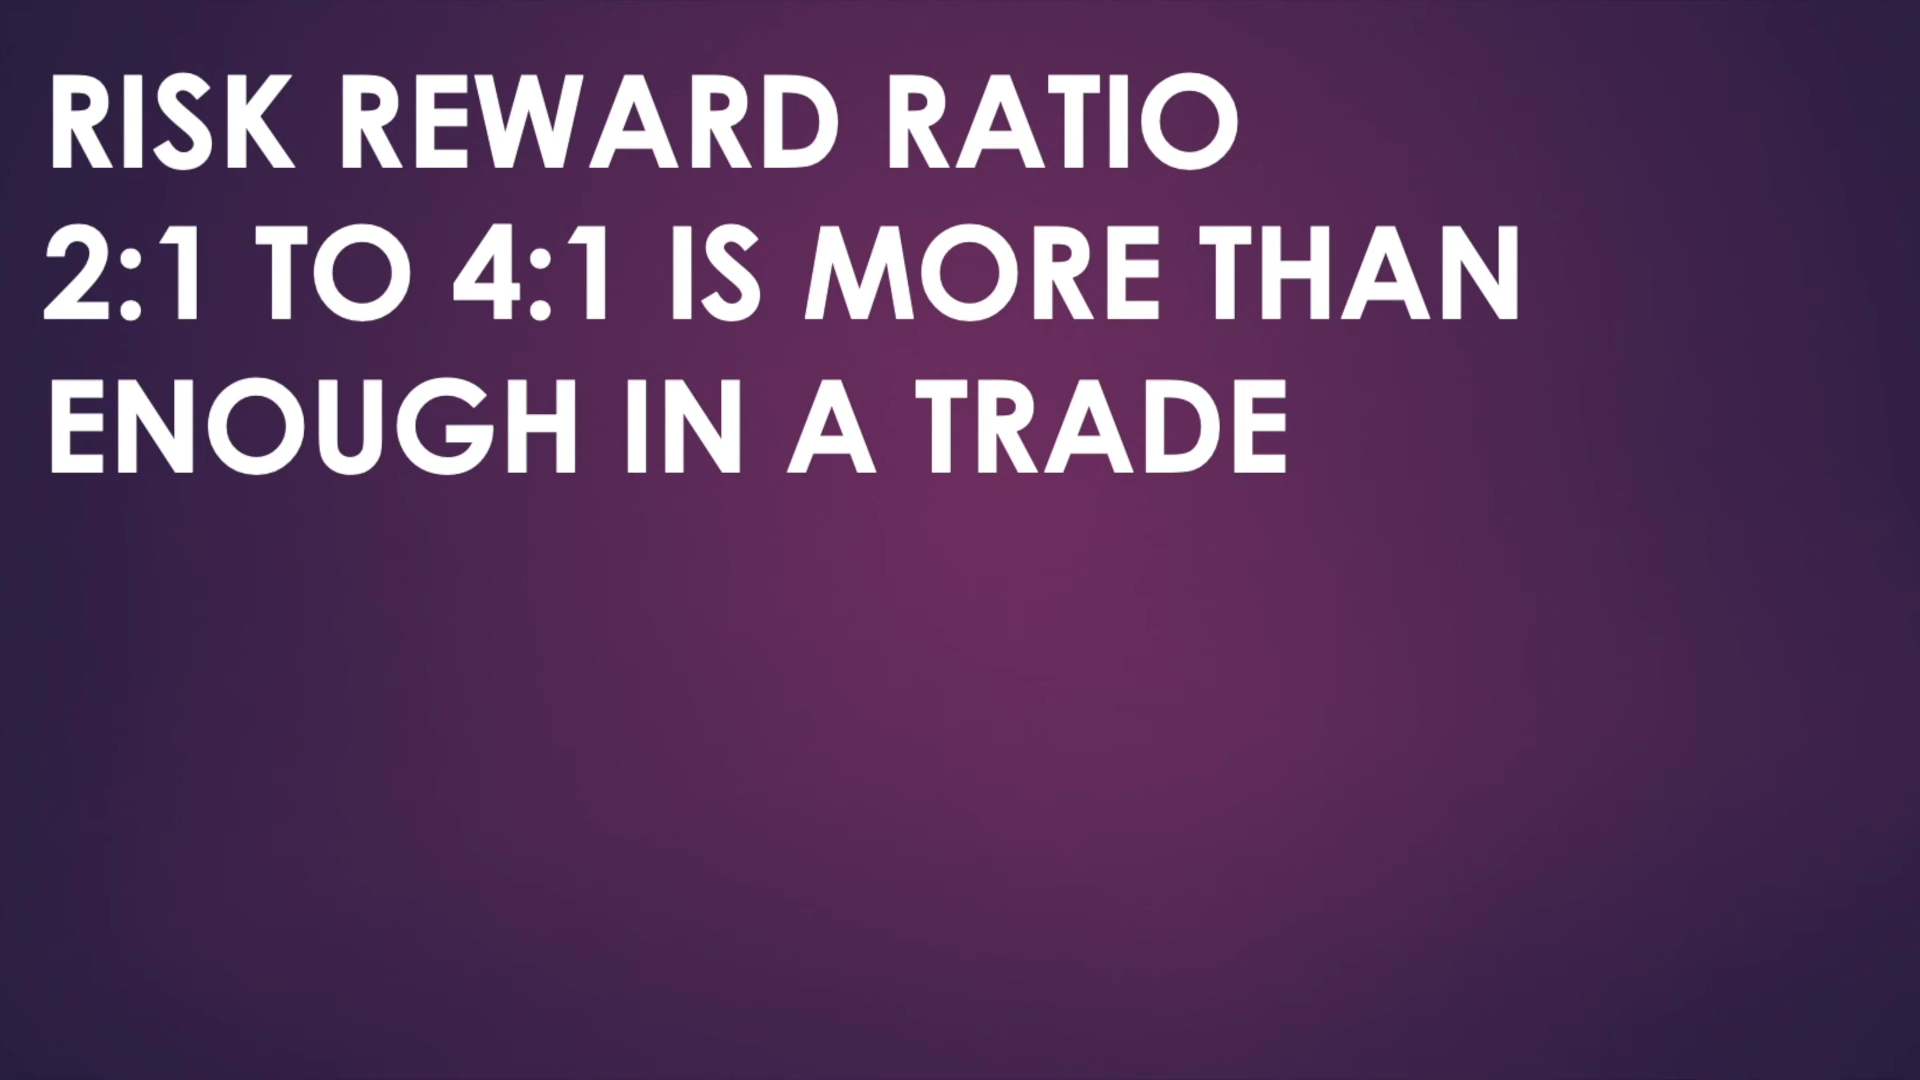 RISK REWARD RATIO
2:1 TO 4:1 IS MORE THAN
ENOUGH IN A TRADE